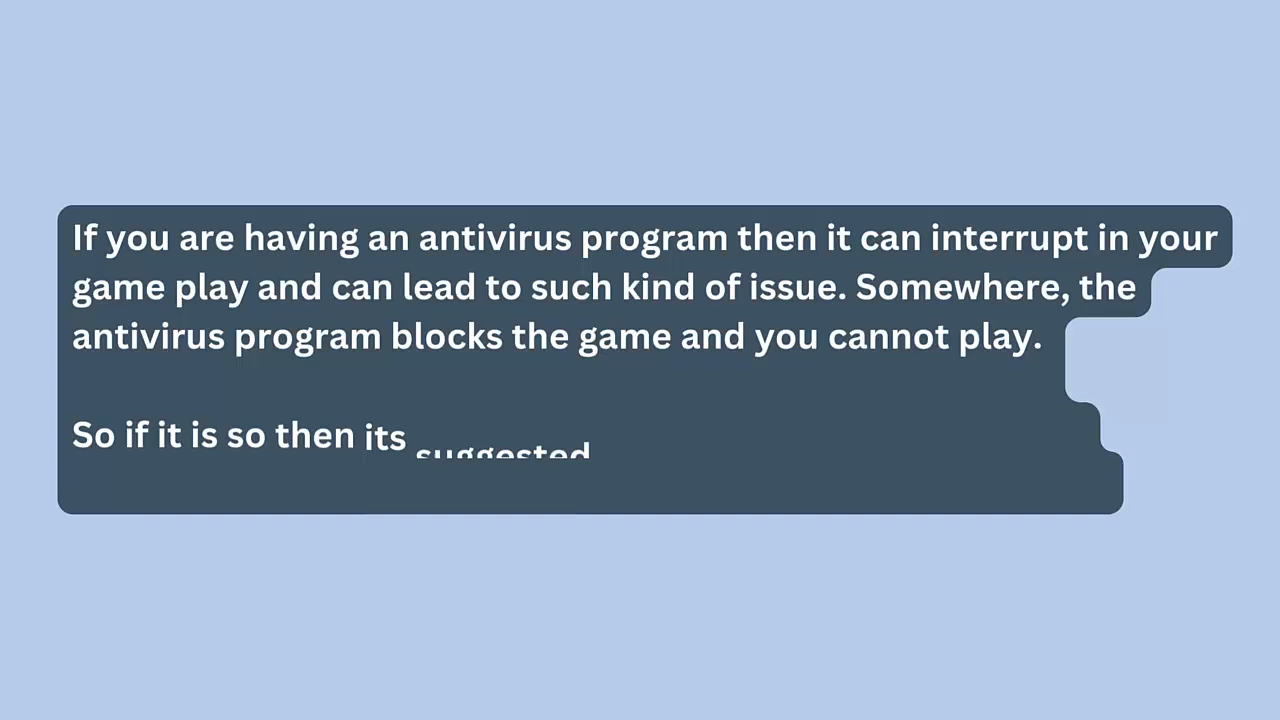 If you are having an antivirus program then it can interrupt in your
game play and can lead to such kind of issue. Somewhere, the
antivirus program blocks the game and you cannot play.
So if it is so then its suggested